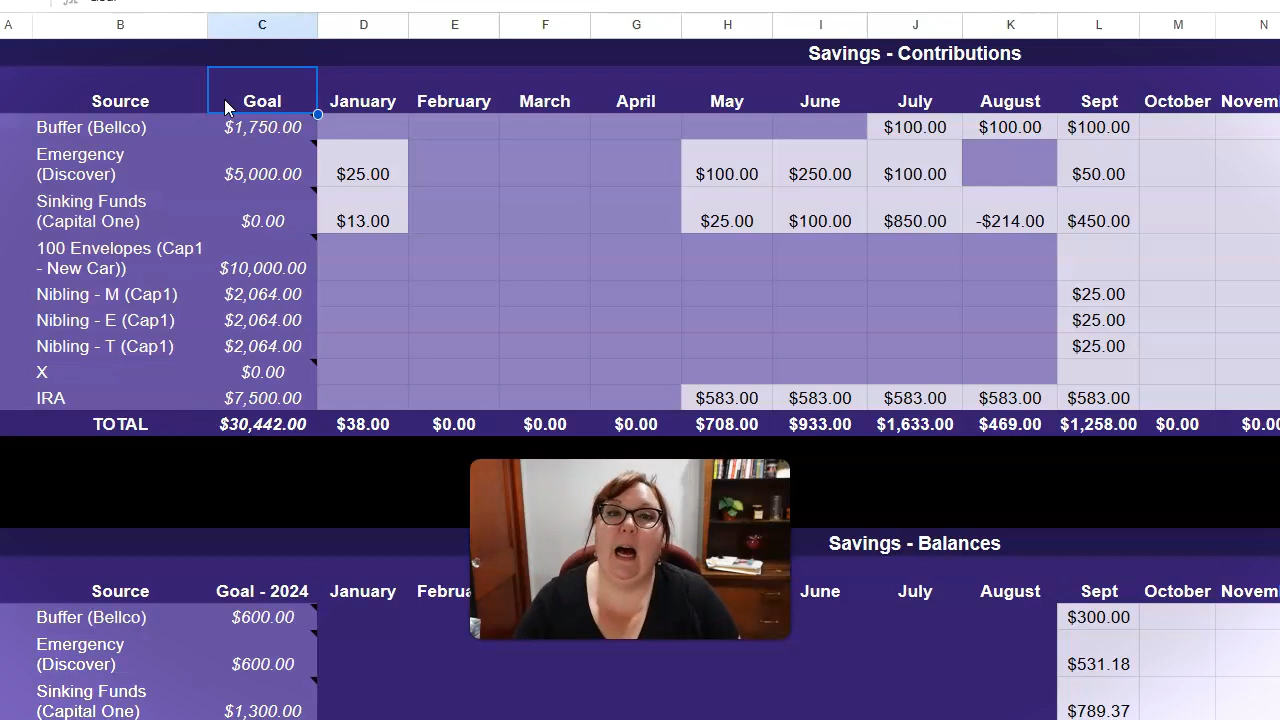 A B C D E F G H I J K L M N
Savings - Contributions
Source Goal January February March April May June July August Sept October Novem
Buffer (Bellco) $1,750.00 $100.00 $100.00 $100.00
Emergency
(Discover) $5,000.00 $25.00 $100.00 $250.00 $100.00 $50.00
Sinking Funds
(Capital One) $0.00 $13.00 $25.00 $100.00 $850.00 -$214.00 $450.00
100 Envelopes (Cap1
- New Car)) $10,000.00
Nibling - M (Cap1) $2,064.00 $25.00
Nibling - E (Cap1) $2,064.00 $25.00
Nibling - T (Cap1) $2,064.00 $25.00
X $0.00
IRA $7,500.00 $583.00 $583.00 $583.00 $583.00 $583.00
TOTAL $30,442.00 $38.00 $0.00 $0.00 $0.00 $708.00 $933.00 $1,633.00 $469.00 $1,258.00 $0.00 $0.00
Savings - Balances
Source Goal - 2024 January Februa June July August Sept October Novem
Buffer (Bellco) $600.00 $300.00
Emergency
(Discover) $600.00 $531.18
Sinking Funds
(Capital One) $1,300.00 $789.37